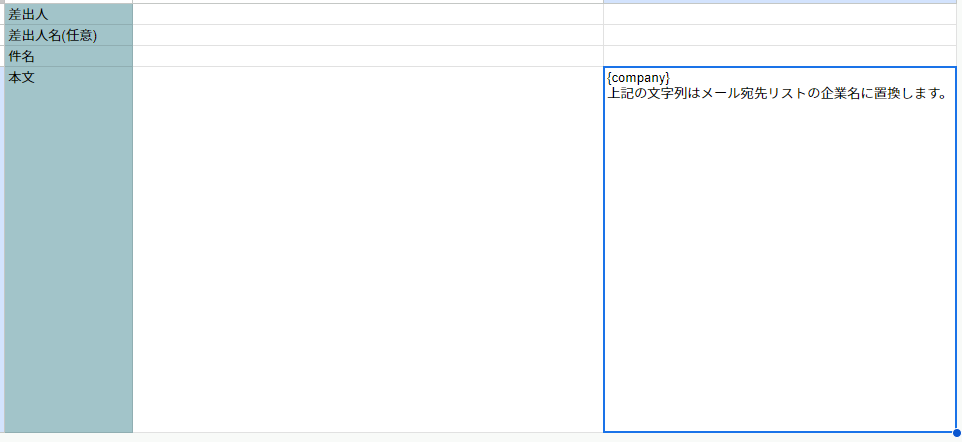 差出人
差出人名(任意)
件名
本文
{company}
上記の文字列はメール宛先リストの企業名に置換します。